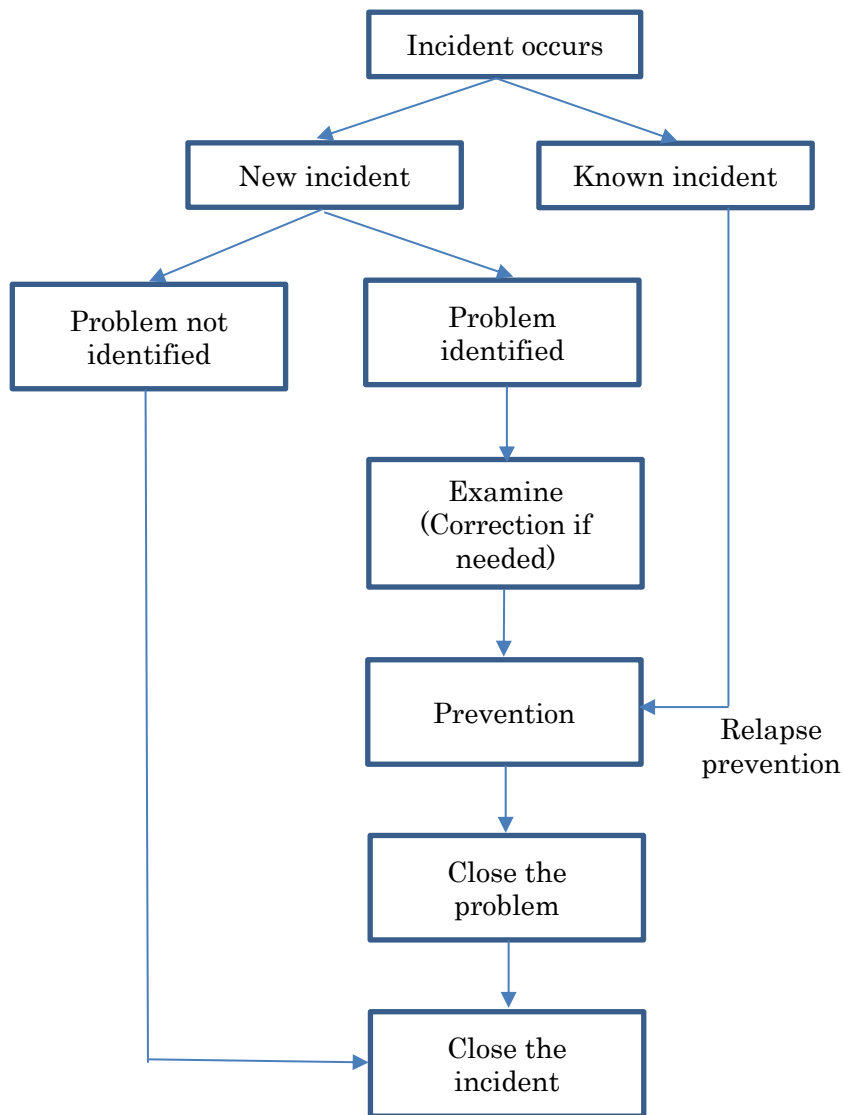 Incident occurs
New incident
Known incident
Problem not
identified
Problem
identified
Examine
(Correction if
needed)
Prevention
Relapse
prevention
Close the
problem
Close the
incident